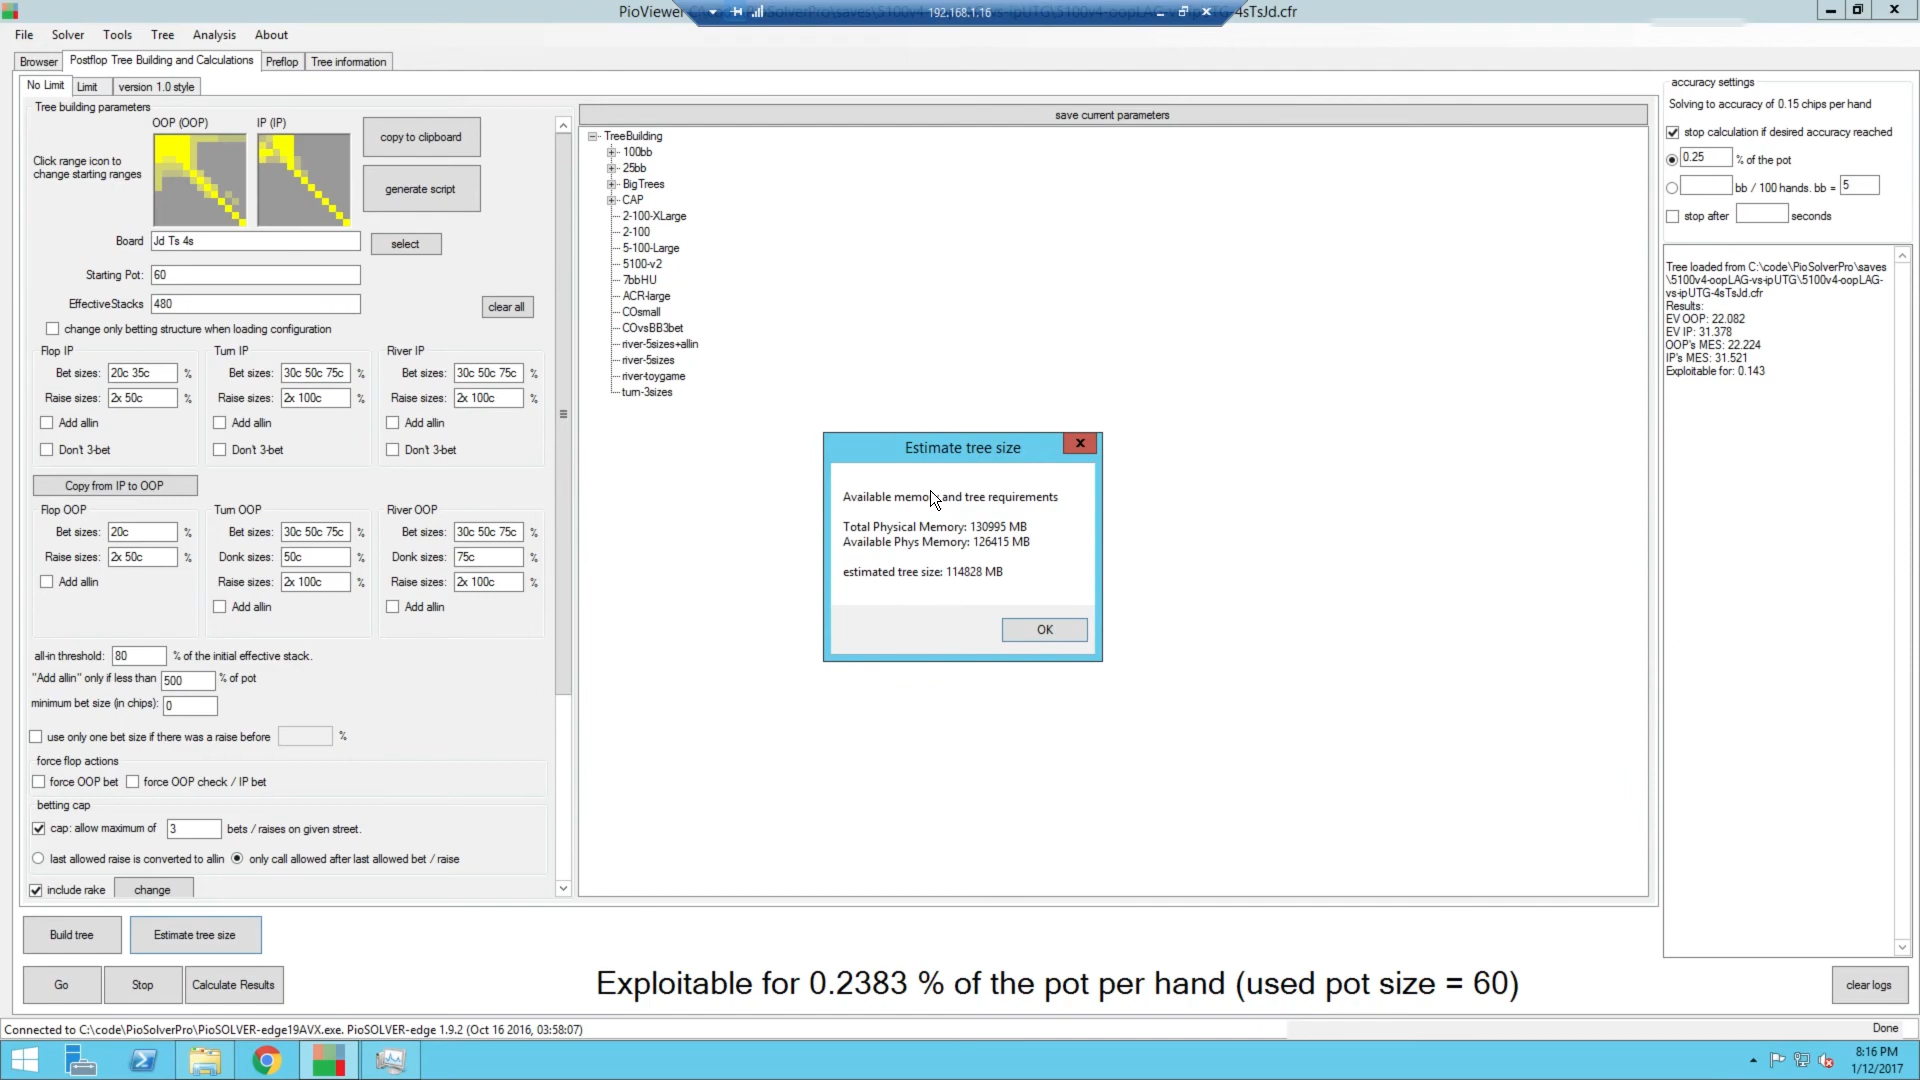 PioViewer
192.168.1.16
4sTsJd.cfr
File Solver Tools Tree Analysis About
Browser Postflop Tree Building and Calculations Preflop Tree information
No Limit Limit version 1.0 style
Tree building parameters
OOP (OOP) IP (IP)
Click range icon to
change starting ranges
copy to clipboard
generate script
Board Jd Ts 4s select
Starting Pot: 60
Effective Stacks 480 clear all
change only betting structure when loading configuration
Flop IP Turn IP River IP
Bet sizes: 20c 35c % Bet sizes: 30c 50c 75c % Bet sizes: 30c 50c 75c %
Raise sizes: 2x 50c % Raise sizes: 2x 100c % Raise sizes: 2x 100c %
Add allin Add allin Add allin
Don't 3-bet Don't 3-bet Don't 3-bet
Copy from IP to OOP
Flop OOP Turn OOP River OOP
Bet sizes: 20c % Bet sizes: 30c 50c 75c % Bet sizes: 30c 50c 75c %
Raise sizes: 2x 50c % Donk sizes: 50c % Donk sizes: 75c %
Add allin Raise sizes: 2x 100c % Raise sizes: 2x 100c %
Add allin Add allin
all-in threshold: 80 % of the initial effective stack.
"Add allin" only if less than 500 % of pot
minimum bet size (in chips): 0
use only one bet size if there was a raise before %
force flop actions
force OOP bet force OOP check / IP bet
betting cap
cap: allow maximum of 3 bets / raises on given street.
last allowed raise is converted to allin only call allowed after last allowed bet / raise
include rake change
Build tree Estimate tree size
Go Stop Calculate Results
save current parameters
TreeBuilding
100bb
25bb
BigTrees
CAP
2-100-XLarge
2-100
5-100-Large
5100-v2
7bbHU
ACR-large
COsmall
COvsBB3bet
river-5sizes+allin
river-5sizes
river-toygame
turn-3sizes
Estimate tree size
x
Available memory and tree requirements
Total Physical Memory: 130995 MB
Available Phys Memory: 126415 MB
estimated tree size: 114828 MB
OK
accuracy settings
Solving to accuracy of 0.15 chips per hand
stop calculation if desired accuracy reached
0.25 % of the pot
bb / 100 hands. bb = 5
stop after seconds
Tree loaded from C:\code\PioSolverPro\saves
\5100v4-oopLAG-vs-ipUTG\5100v4-oopLAG-
vs-ipUTG-4sTsJd.cfr
Results:
EV OOP: 22.082
EV IP: 31.378
OOP's MES: 22.224
IP's MES: 31.521
Exploitable for: 0.143
Exploitable for 0.2383 % of the pot per hand (used pot size = 60)
clear logs
Connected to C:\code\PioSolverPro\PioSOLVER-edge19AVX.exe. PioSOLVER-edge 1.9.2 (Oct 16 2016, 03:58:07)
Done
8:16 PM
1/12/2017